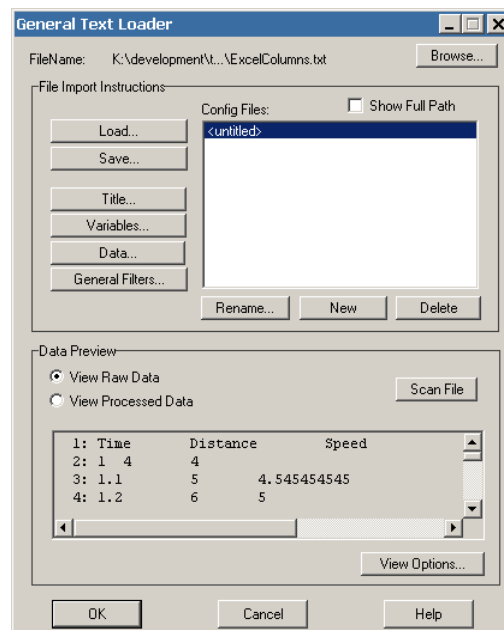 General Text Loader
FileName: K:\development\t...\ExcelColumns.txt Browse...
File Import Instructions
Config Files: Show Full Path
Load... <untitled>
Save...
Title...
Variables...
Data...
General Filters...
Rename... New Delete
Data Preview
View Raw Data
Scan File
View Processed Data
1: Time Distance Speed
2: 1 4 4
3: 1.1 5 4.545454545
4: 1.2 6 5
View Options...
OK Cancel Help